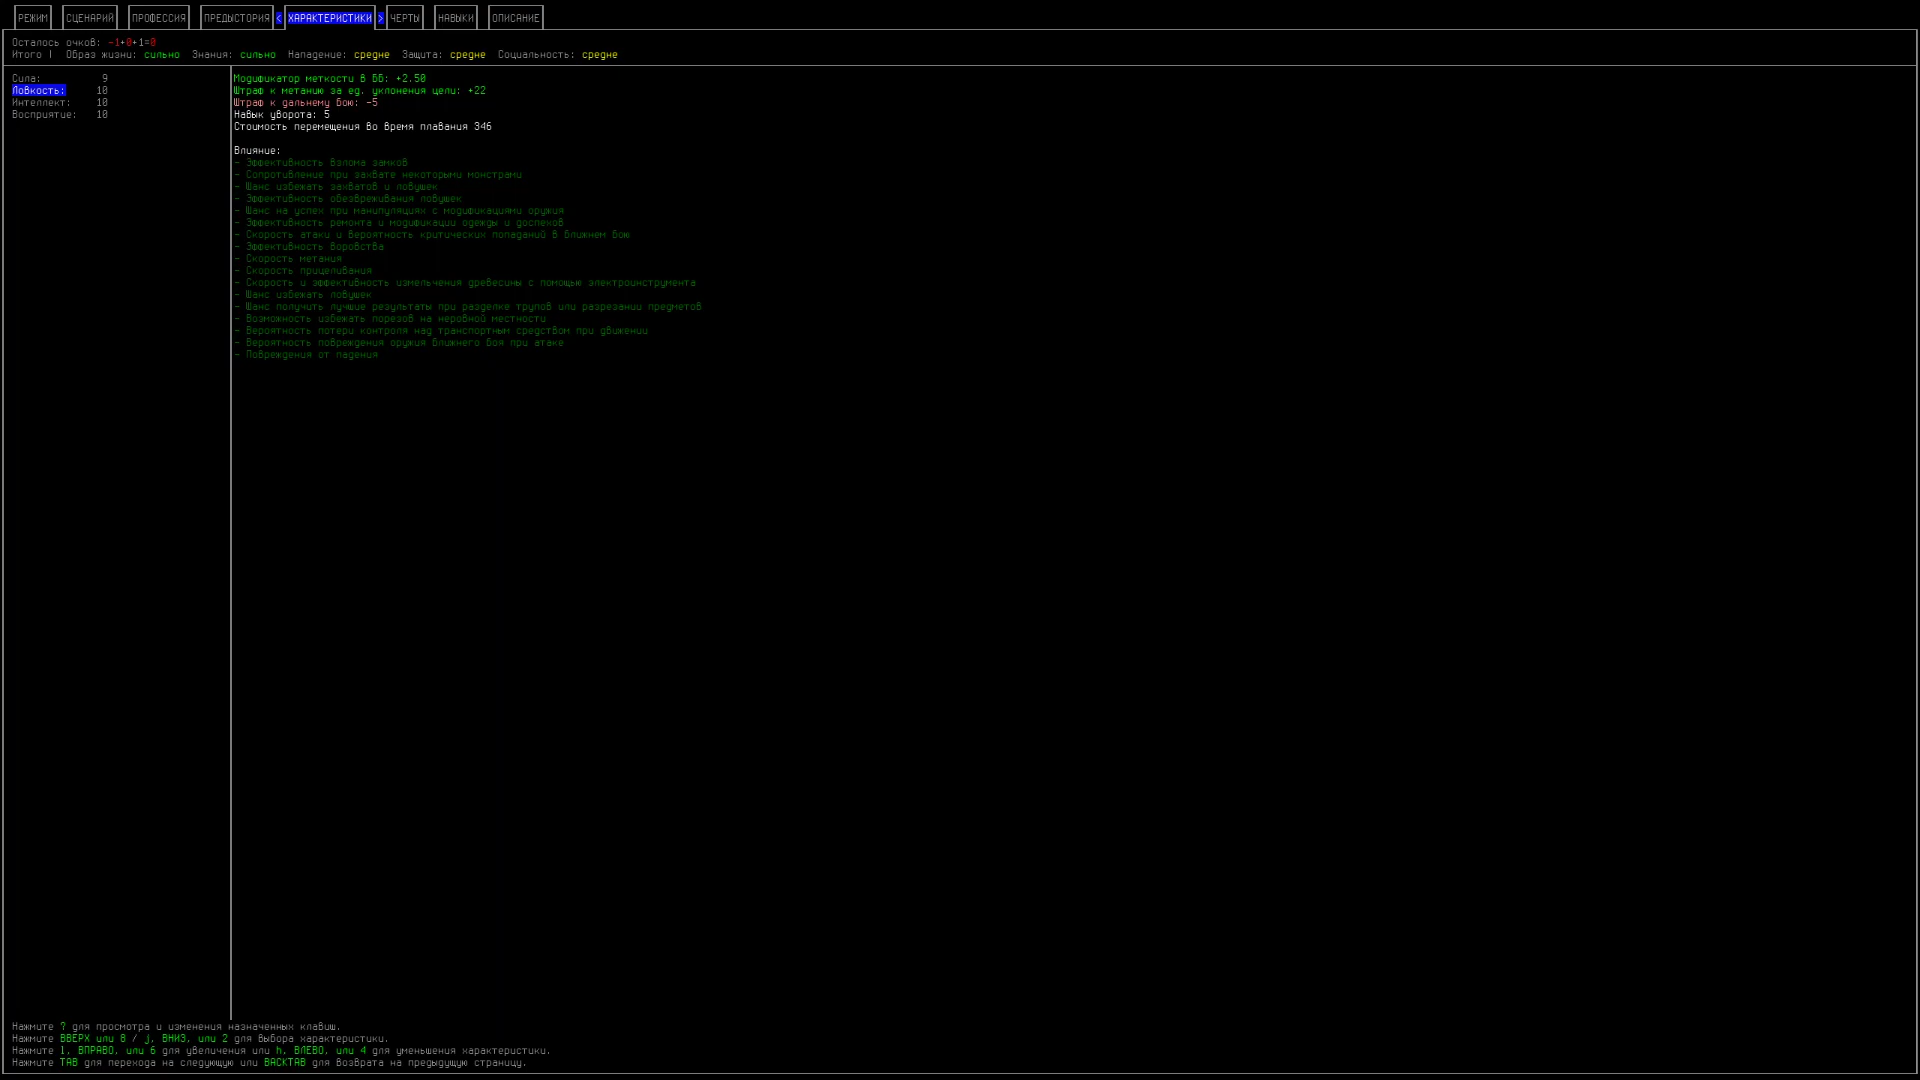 РЕЖИМ СЦЕНАРИЙ ПРОФЕССИЯ ПРЕДЫСТОРИЯ < ХАРАКТЕРИСТИКИ > ЧЕРТЫ НАВЫКИ ОПИСАНИЕ
Осталось очков: -1+0+1=0
Итого | Образ жизни: сильно Знания: сильно Нападение: средне Защита: средне Социальность: средне
Сила: 9
Ловкость: 10
Интеллект: 10
Восприятие: 10
Модификатор меткости в ББ: +2.50
Штраф к метанию за ед. уклонения цели: +22
Штраф к дальнему бою: -5
Навык уворота: 5
Стоимость перемещения во время плавания 346
Влияние:
- Эффективность взлома замков
- Сопротивление при захвате некоторыми монстрами
- Шанс избежать захватов и ловушек
- Эффективность обезвреживания ловушек
- Шанс на успех при манипуляциях с модификациями оружия
- Эффективность ремонта и модификации одежды и доспехов
- Скорость атаки и вероятность критических попаданий в ближнем бою
- Эффективность воровства
- Скорость метания
- Скорость прицеливания
- Скорость и эффективность измельчения древесины с помощью электроинструмента
- Шанс избежать ловушек
- Шанс получить лучшие результаты при разделке трупов или разрезании предметов
- Возможность избежать порезов на неровной местности
- Вероятность потери контроля над транспортным средством при движении
- Вероятность повреждения оружия ближнего боя при атаке
- Повреждения от падения
Нажмите ? для просмотра и изменения назначенных клавиш.
Нажмите ВВЕРХ или 8 / j, ВНИЗ, или 2 для выбора характеристики.
Нажмите l, ВПРАВО, или 6 для увеличения или h, ВЛЕВО, или 4 для уменьшения характеристики.
Нажмите TAB для перехода на следующую или BACKTAB для возврата на предыдущую страницу.